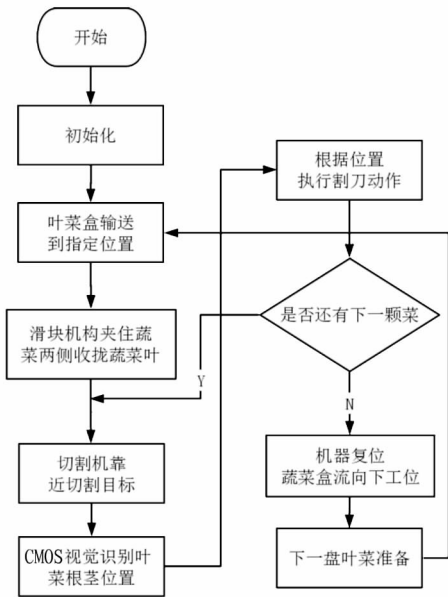 开始
初始化
叶菜盒输送
到指定位置
滑块机构夹住蔬
菜两侧收拢蔬菜叶
切割机靠
近切割目标
CMOS视觉识别叶
菜根茎位置
根据位置
执行割刀动作
是否还有下一颗菜
Y
N
机器复位
蔬菜盒流向下工位
下一盘叶菜准备